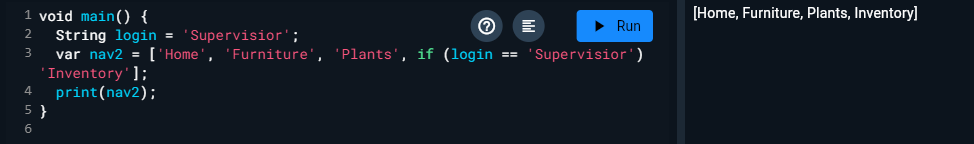 1 void main() {
2   String login = 'Supervisior';
3   var nav2 = ['Home', 'Furniture', 'Plants', if (login == 'Supervisior')
'Inventory'];
4   print(nav2);
5 }
6
Run
[Home, Furniture, Plants, Inventory]